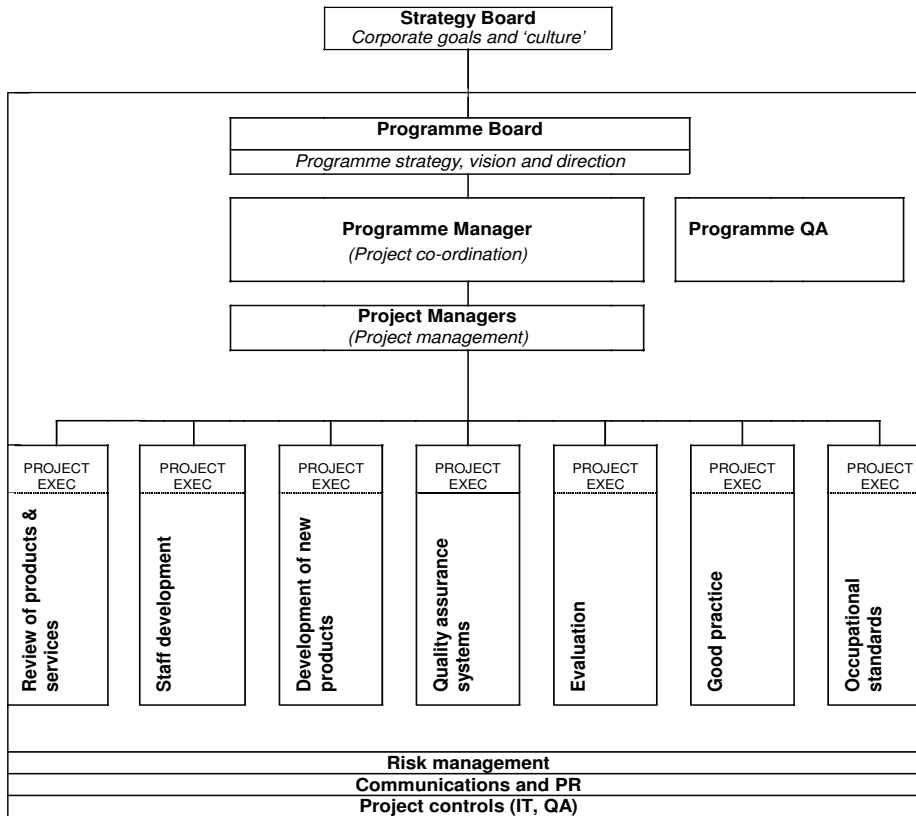 Strategy Board
Corporate goals and ‘culture’
Programme Board
Programme strategy, vision and direction
Programme Manager
(Project co-ordination)
Programme QA
Project Managers
(Project management)
PROJECT
EXEC
Review of products &
services
PROJECT
EXEC
Staff development
PROJECT
EXEC
Development of new
products
PROJECT
EXEC
Quality assurance
systems
PROJECT
EXEC
Evaluation
PROJECT
EXEC
Good practice
PROJECT
EXEC
Occupational
standards
Risk management
Communications and PR
Project controls (IT, QA)